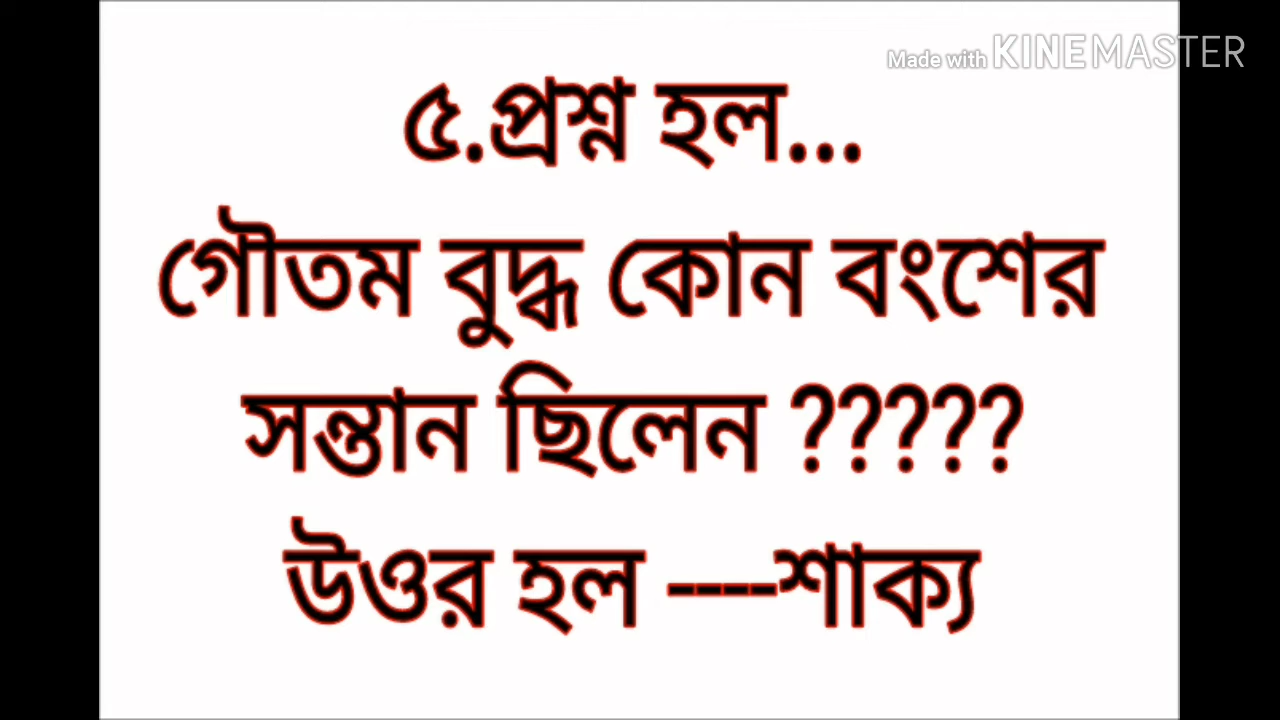 Made with KINEMASTER
৫.প্রশ্ন হল...
গৌতম বুদ্ধ কোন বংশের
সন্তান ছিলেন ?????
উওর হল ----শাক্য